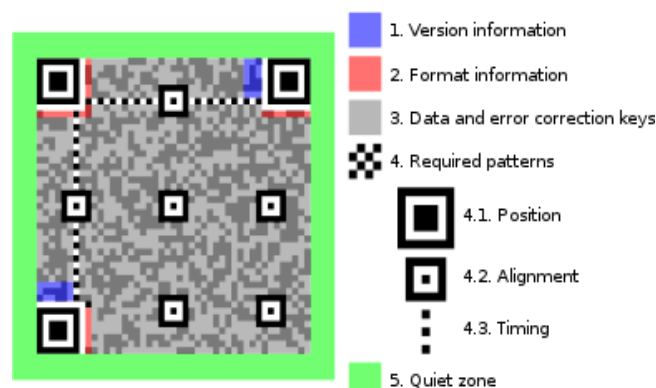 1. Version information
2. Format information
3. Data and error correction keys
4. Required patterns
4.1. Position
4.2. Alignment
4.3. Timing
5. Quiet zone